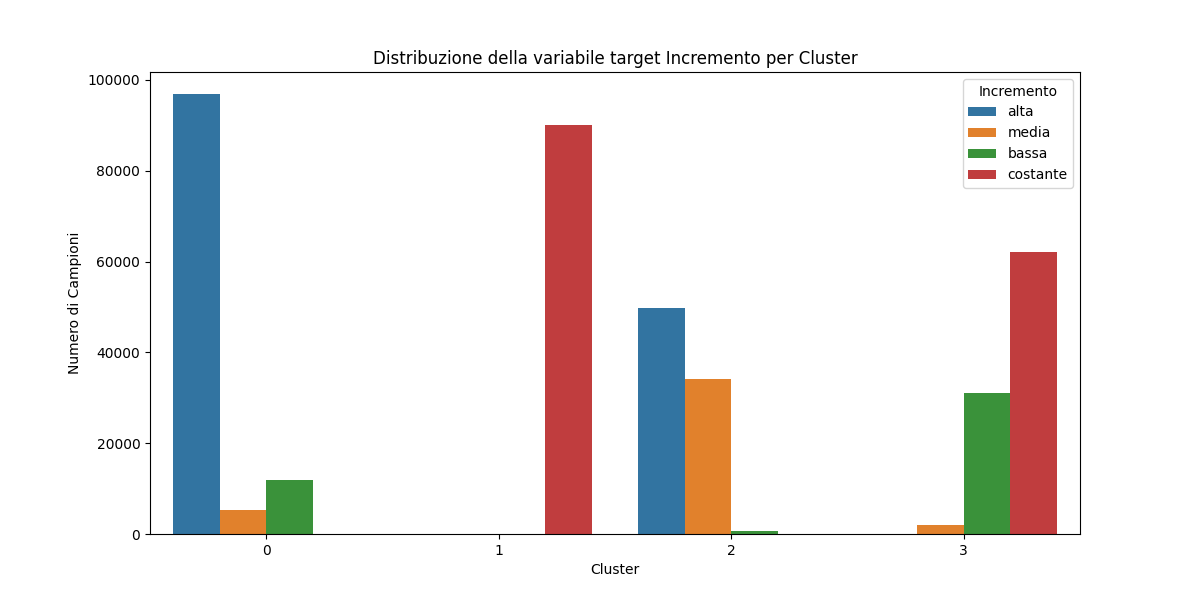 Distribuzione della variabile target Incremento per Cluster
100000
80000
60000
40000
20000
0
Numero di Campioni
Incremento
alta
media
bassa
costante
0 1 2 3
Cluster